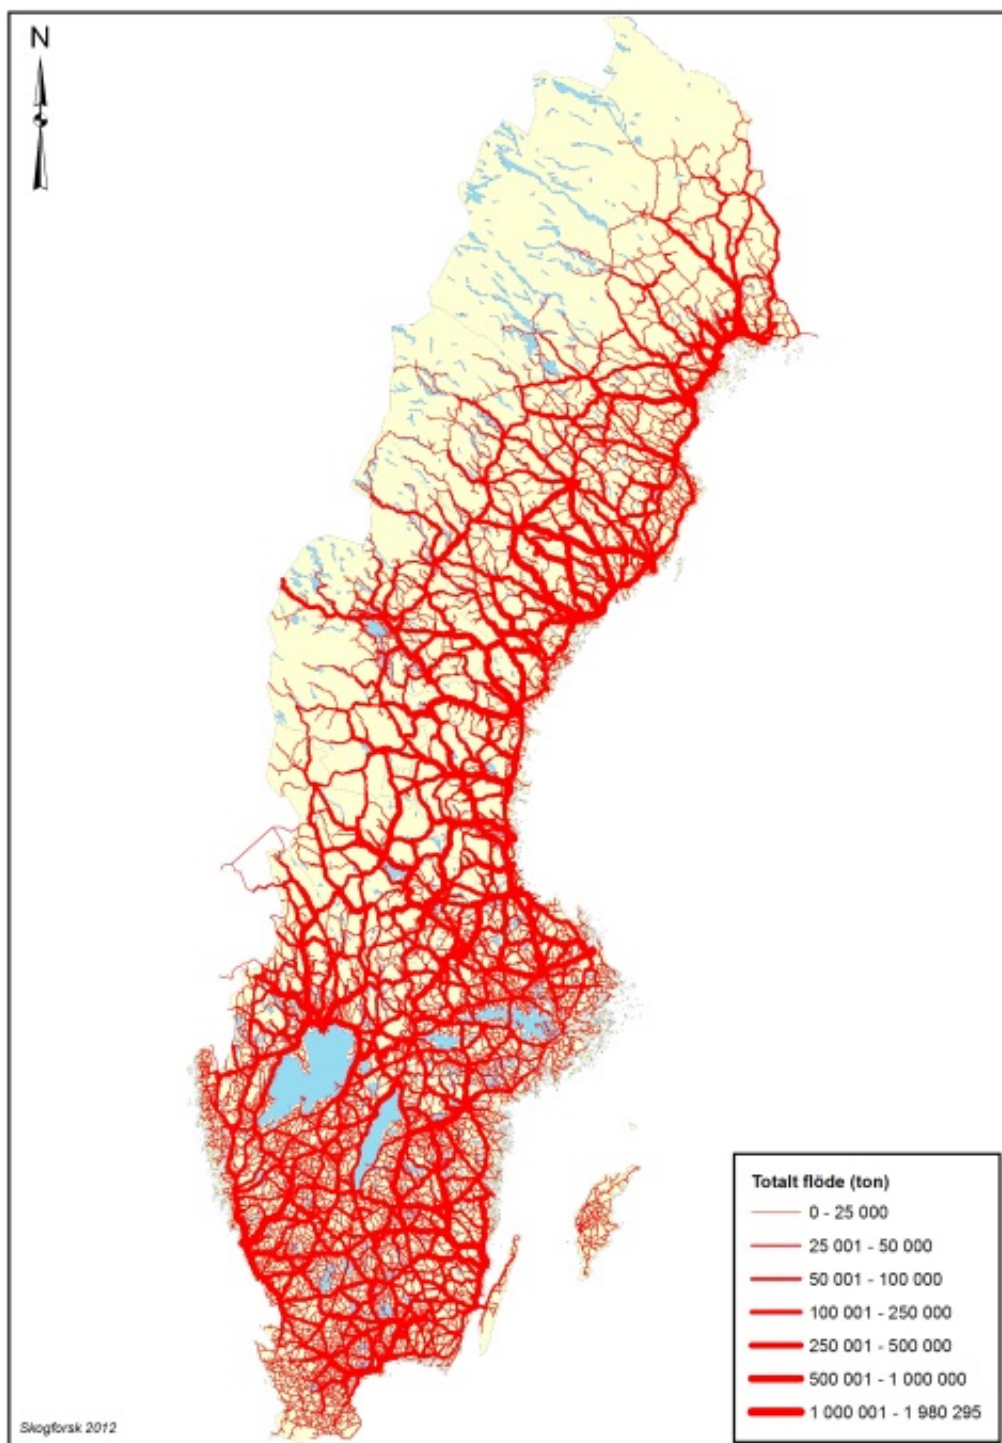 N
Totalt flöde (ton)
0 - 25 000
25 001 - 50 000
50 001 - 100 000
100 001 - 250 000
250 001 - 500 000
500 001 - 1 000 000
1 000 001 - 1 980 295
Skogforsk 2012